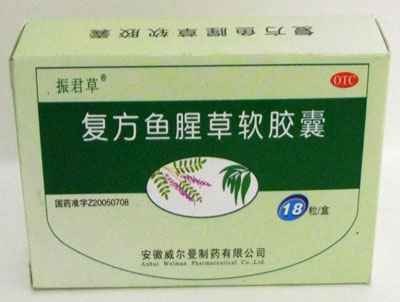 复方鱼腥草软胶囊
振君草®
OTC
复方鱼腥草软胶囊
国药准字Z20050708
18粒/盒
安徽威尔曼制药有限公司
Anhui Welman Pharmaceutical Co.,Ltd.